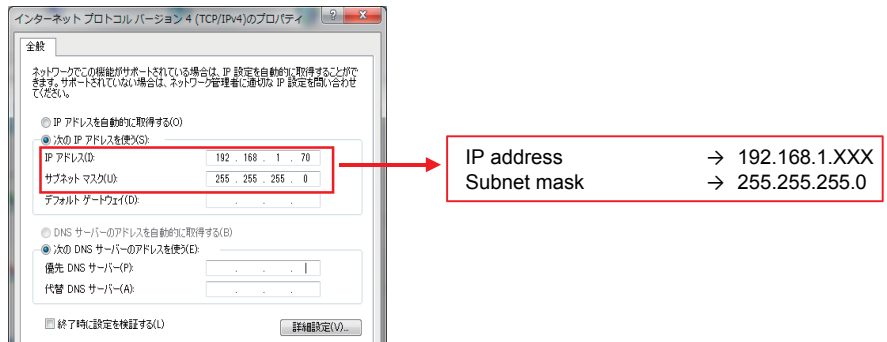 インターネット プロトコル バージョン 4 (TCP/IPv4)のプロパティ
全般
ネットワークでこの機能がサポートされている場合は、IP 設定を自動的に取得することがで
きます。サポートされていない場合は、ネットワーク管理者に適切な IP 設定を問い合わせ
てください。
IP アドレスを自動的に取得する(O)
次の IP アドレスを使う(S):
IP アドレス(I): 192 . 168 . 1 . 70
サブネット マスク(U): 255 . 255 . 255 . 0
デフォルト ゲートウェイ(D): . . .
DNS サーバーのアドレスを自動的に取得する(B)
次の DNS サーバーのアドレスを使う(E):
優先 DNS サーバー(P): . . .
代替 DNS サーバー(A): . . .
終了時に設定を検証する(L)
詳細設定(V)...
IP address → 192.168.1.XXX
Subnet mask → 255.255.255.0